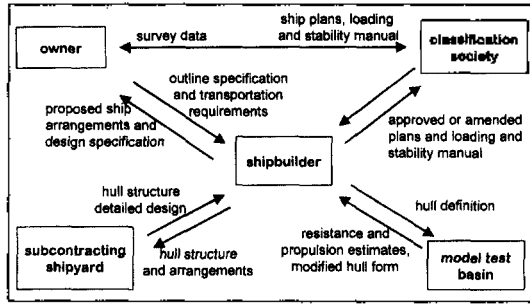 owner
survey data
ship plans, loading
and stability manual
classification
society
outline specification
and transportation
requirements
proposed ship
arrangements and
design specification
shipbuilder
approved or amended
plans and loading and
stability manual
hull structure
detailed design
hull definition
resistance and
propulsion estimates,
modified hull form
subcontracting
shipyard
hull structure
and arrangements
model test
basin